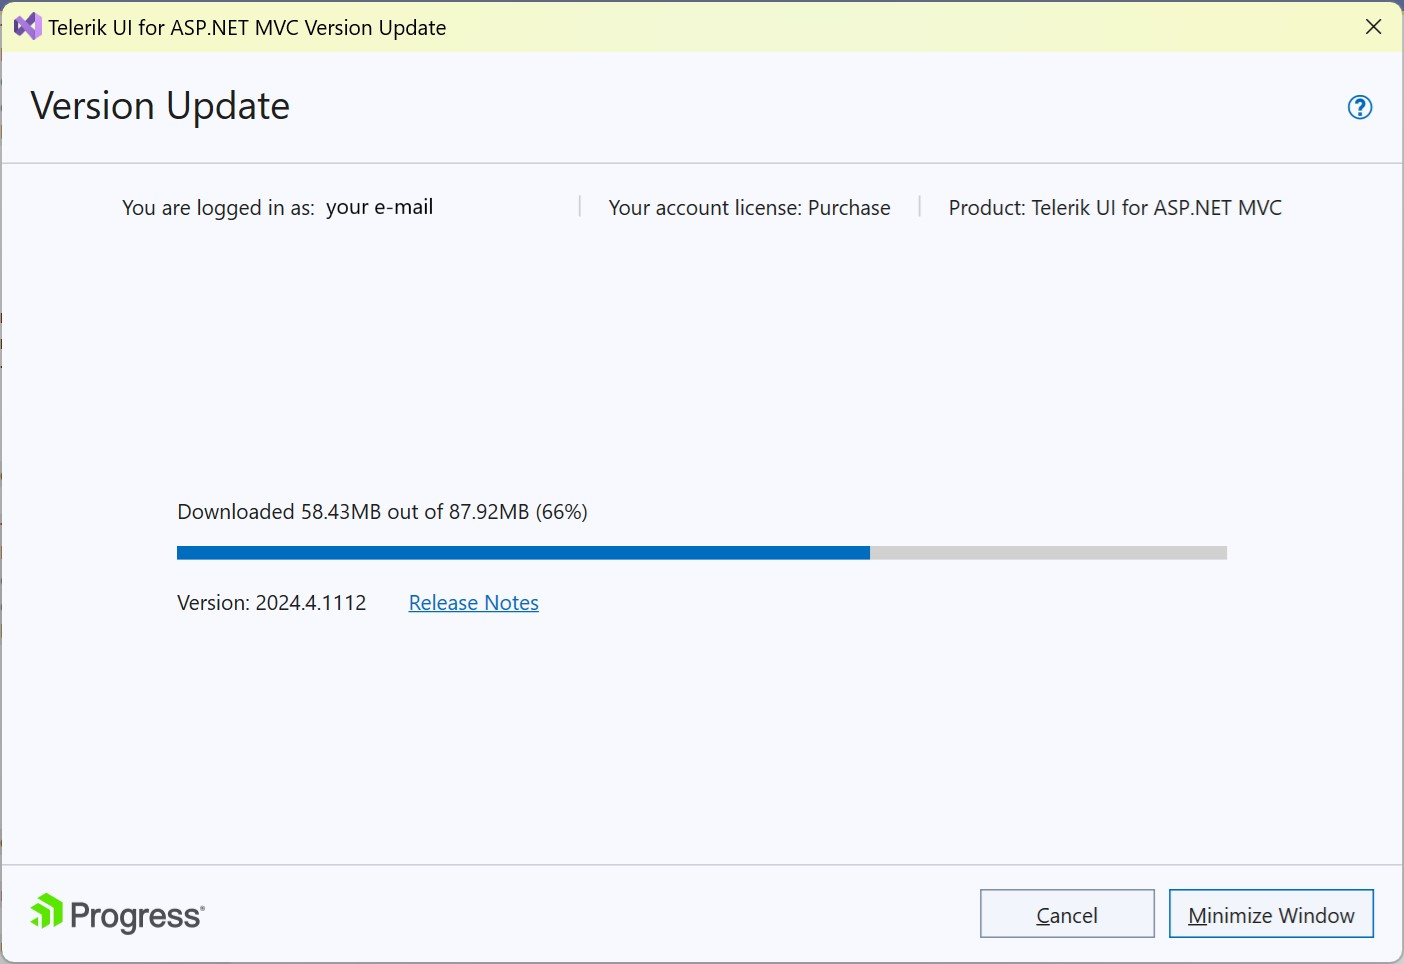 Telerik UI for ASP.NET MVC Version Update
Version Update
?
You are logged in as: your e-mail
Your account license: Purchase
Product: Telerik UI for ASP.NET MVC
Downloaded 58.43MB out of 87.92MB (66%)
Version: 2024.4.1112 Release Notes
Progress®
Cancel
Minimize Window